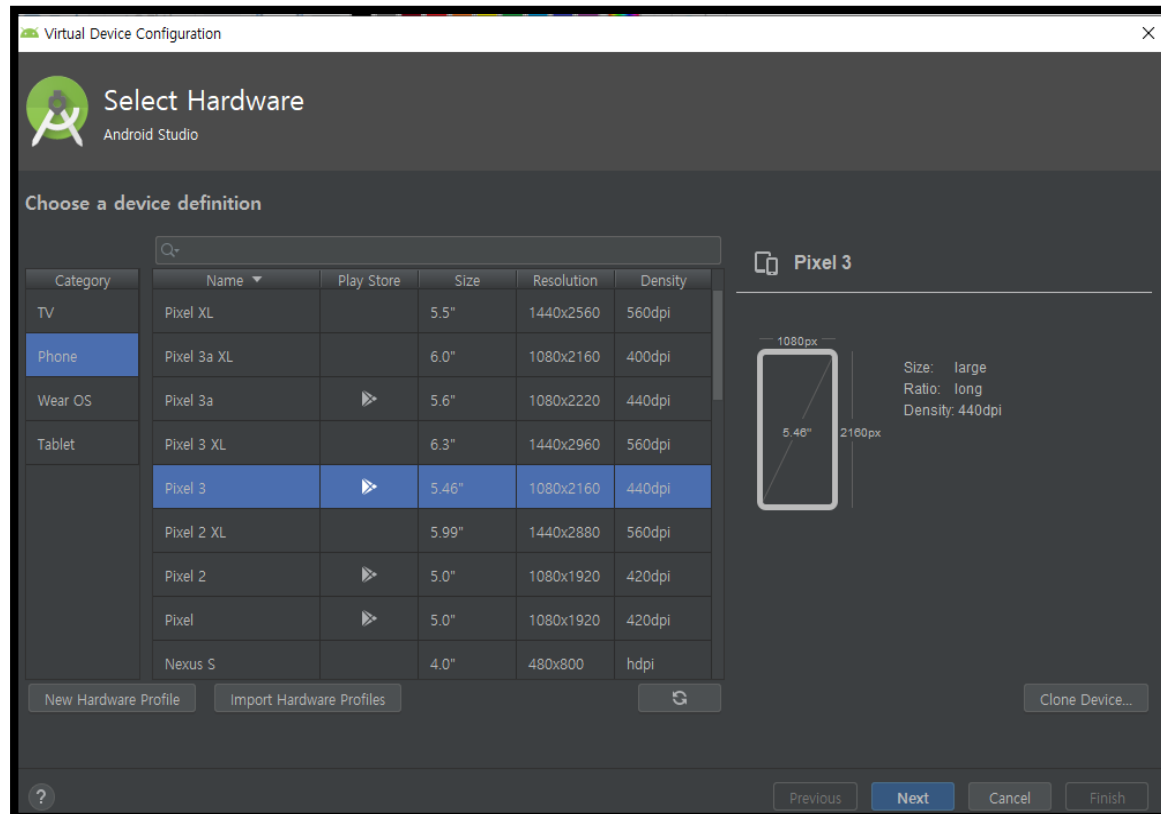 Virtual Device Configuration
Select Hardware
Android Studio
Choose a device definition
Category
TV
Phone
Wear OS
Tablet
Name Play Store Size Resolution Density
Pixel XL 5.5" 1440x2560 560dpi
Pixel 3a XL 6.0" 1080x2160 400dpi
Pixel 3a 5.6" 1080x2220 440dpi
Pixel 3 XL 6.3" 1440x2960 560dpi
Pixel 3 5.46" 1080x2160 440dpi
Pixel 2 XL 5.99" 1440x2880 560dpi
Pixel 2 5.0" 1080x1920 420dpi
Pixel 5.0" 1080x1920 420dpi
Nexus S 4.0" 480x800 hdpi
New Hardware Profile Import Hardware Profiles
Pixel 3
1080px
5.46"
2160px
Size: large
Ratio: long
Density: 440dpi
Clone Device...
?
Previous Next Cancel Finish